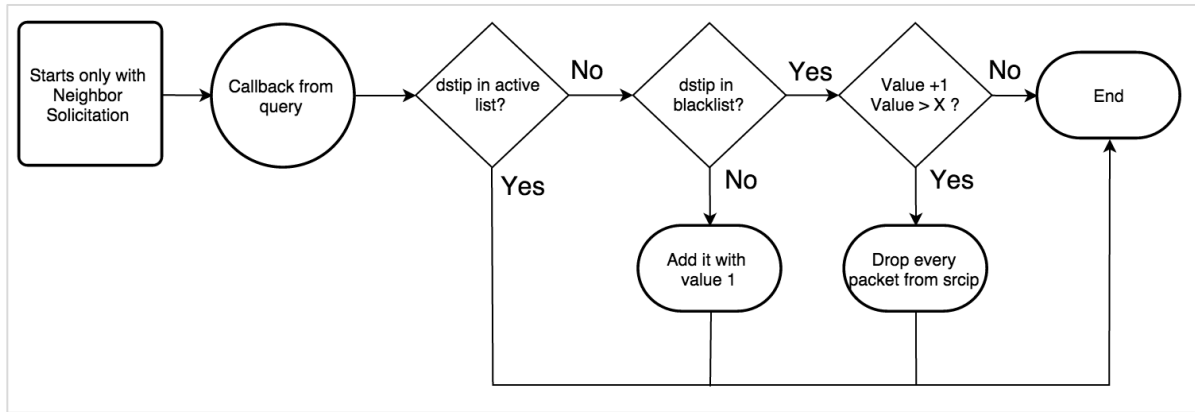 Starts only with
Neighbor
Solicitation
Callback from
query
dstip in active
list?
No
dstip in
blacklist?
Yes
Value +1
Value > X ?
No
End
Yes
No
Yes
Add it with
value 1
Drop every
packet from srcip